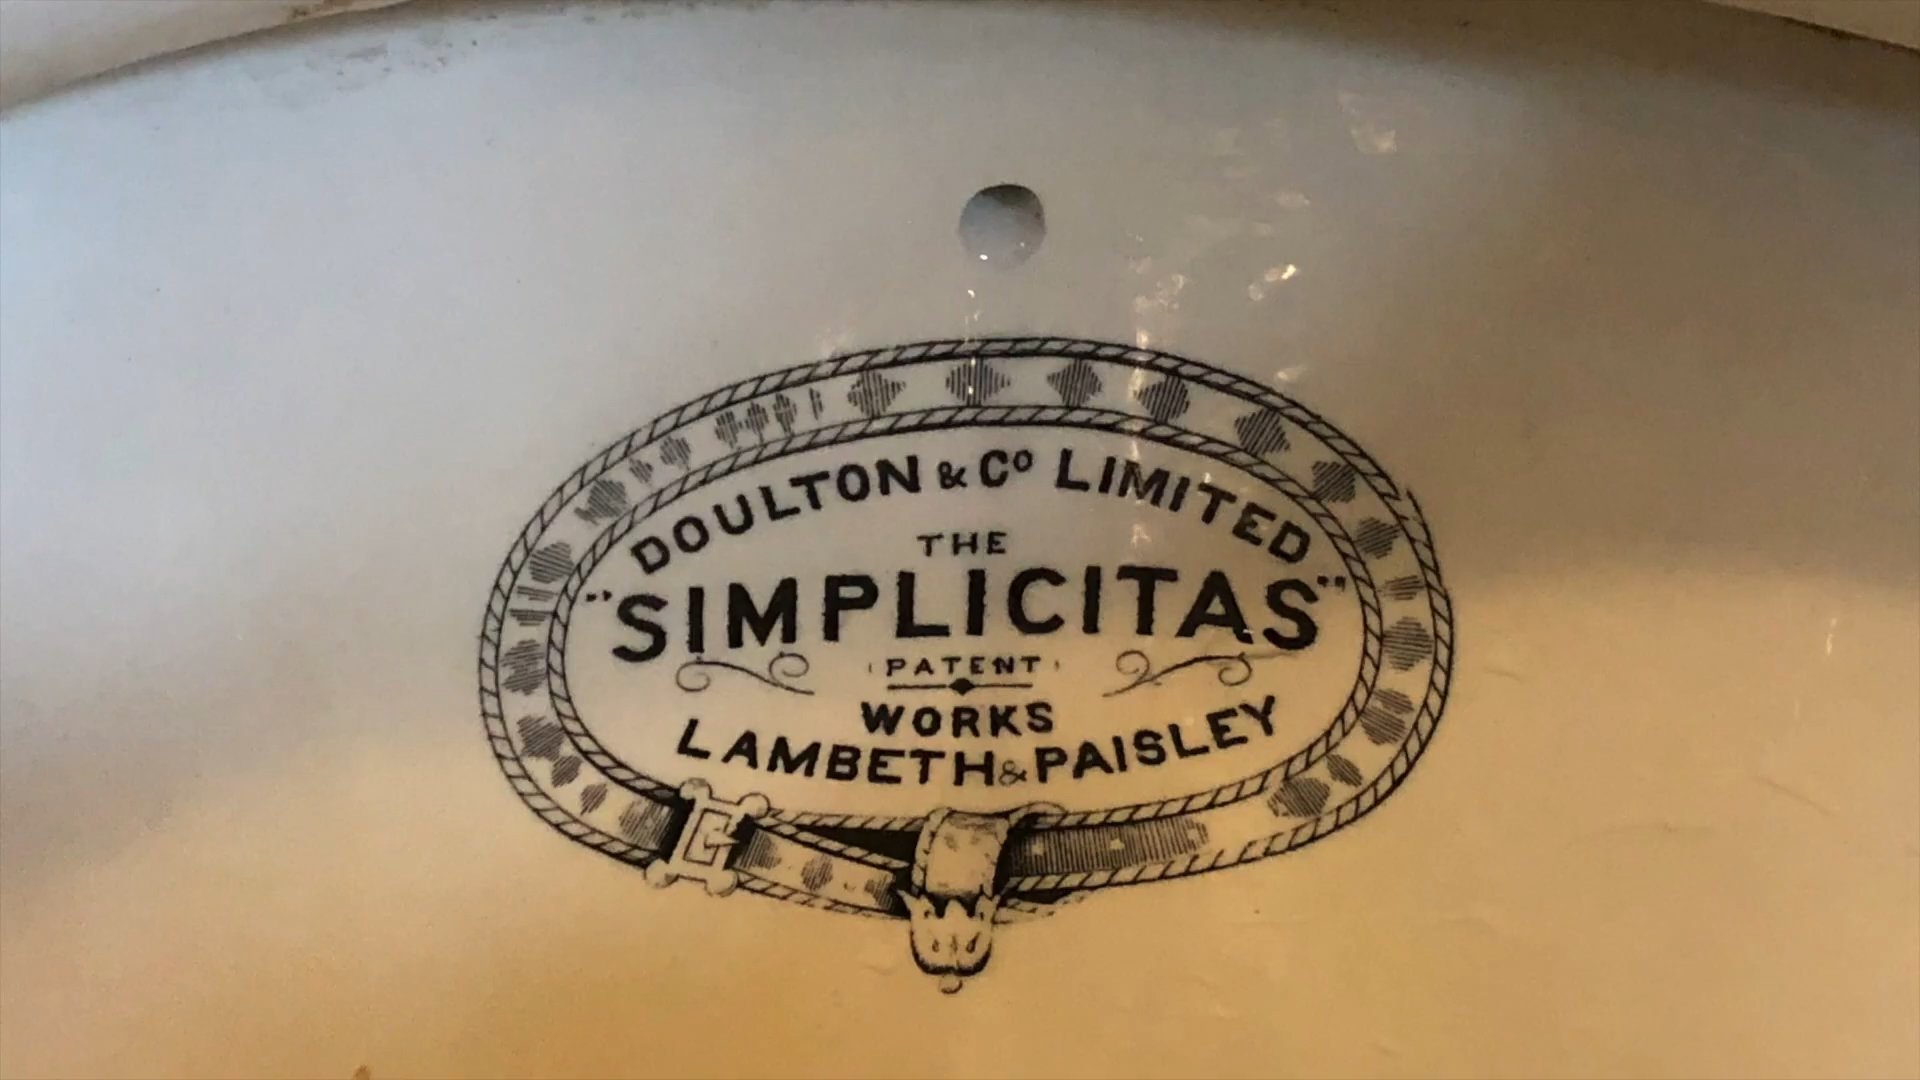 DOULTON & Co LIMITED
THE
"SIMPLICITAS"
PATENT
WORKS
LAMBETH & PAISLEY